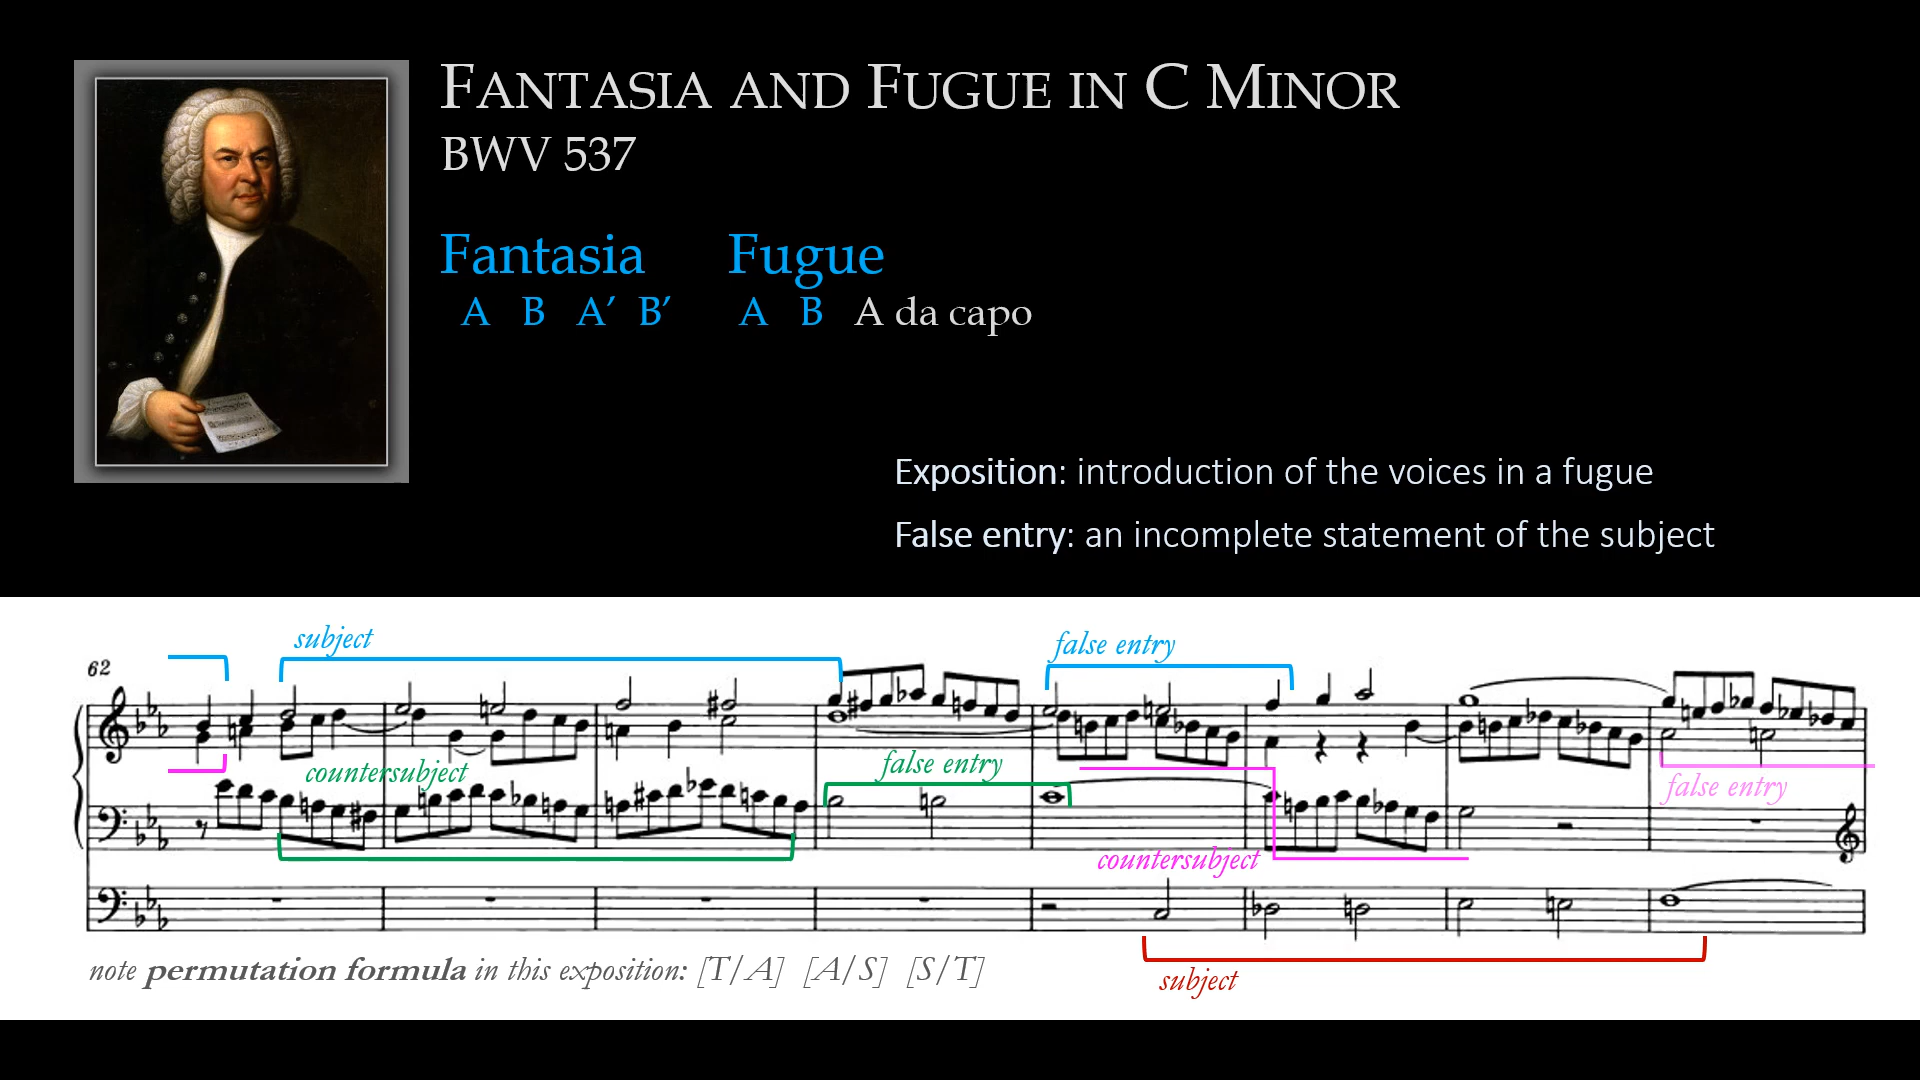 FANTASIA AND FUGUE IN C MINOR
BWV 537
Fantasia Fugue
A B A′ B′ A B A da capo
Exposition: introduction of the voices in a fugue
False entry: an incomplete statement of the subject
subject
false entry
62
countersubject
false entry
false entry
countersubject
note permutation formula in this exposition: [T/A] [A/S] [S/T]
subject